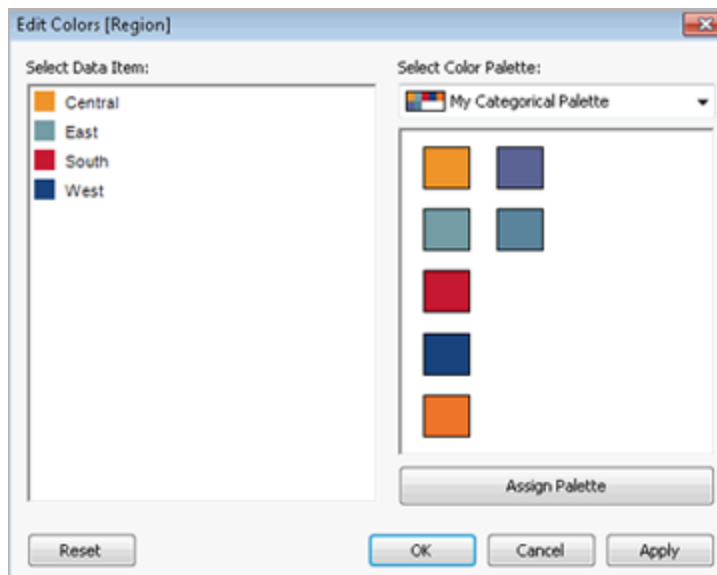 Edit Colors [Region]
Select Data Item:
Central
East
South
West
Select Color Palette:
My Categorical Palette
Assign Palette
Reset
OK
Cancel
Apply